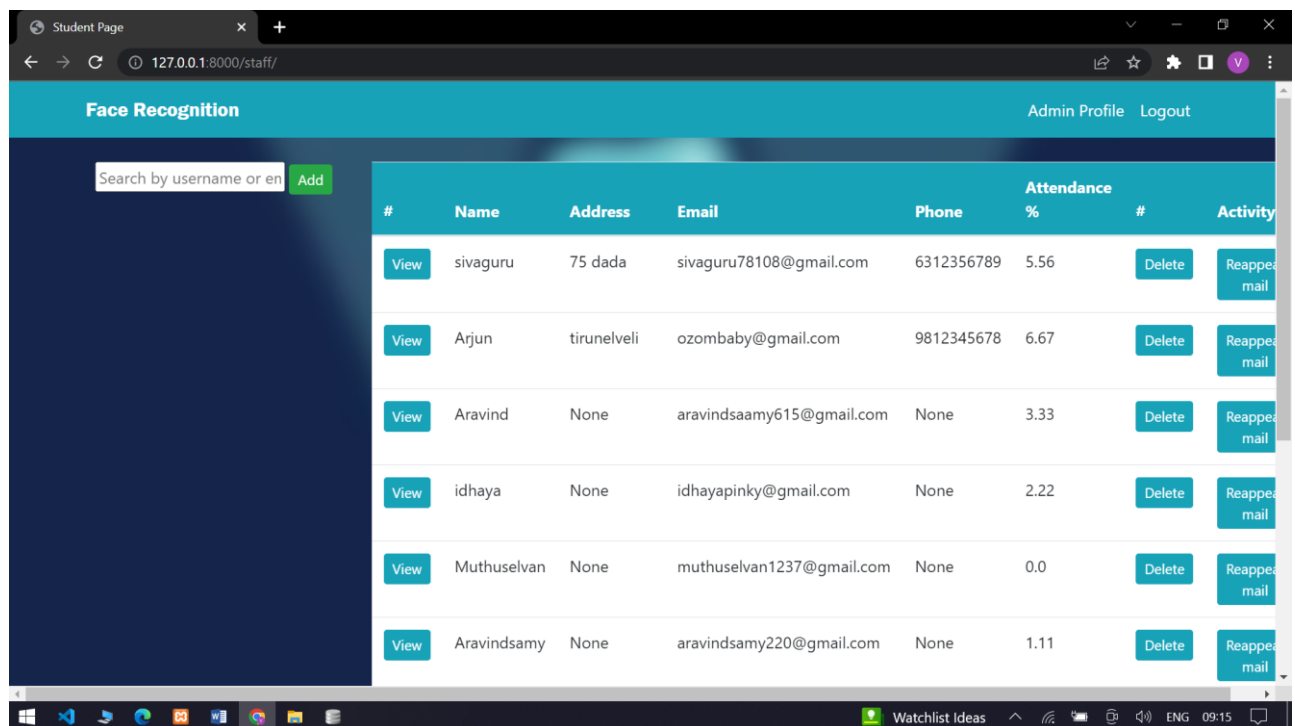 Student Page
127.0.0.1:8000/staff/
V
Face Recognition
Admin Profile Logout
Search by username or en Add
# Name Address Email Phone Attendance % # Activity
View sivaguru 75 dada sivaguru78108@gmail.com 6312356789 5.56 Delete Reappea mail
View Arjun tirunelveli ozombaby@gmail.com 9812345678 6.67 Delete Reappea mail
View Aravind None aravindsaamy615@gmail.com None 3.33 Delete Reappea mail
View idhaya None idhayapinky@gmail.com None 2.22 Delete Reappea mail
View Muthuselvan None muthuselvan1237@gmail.com None 0.0 Delete Reappea mail
View Aravindsamy None aravindsamy220@gmail.com None 1.11 Delete Reappea mail
Watchlist Ideas ENG 09:15